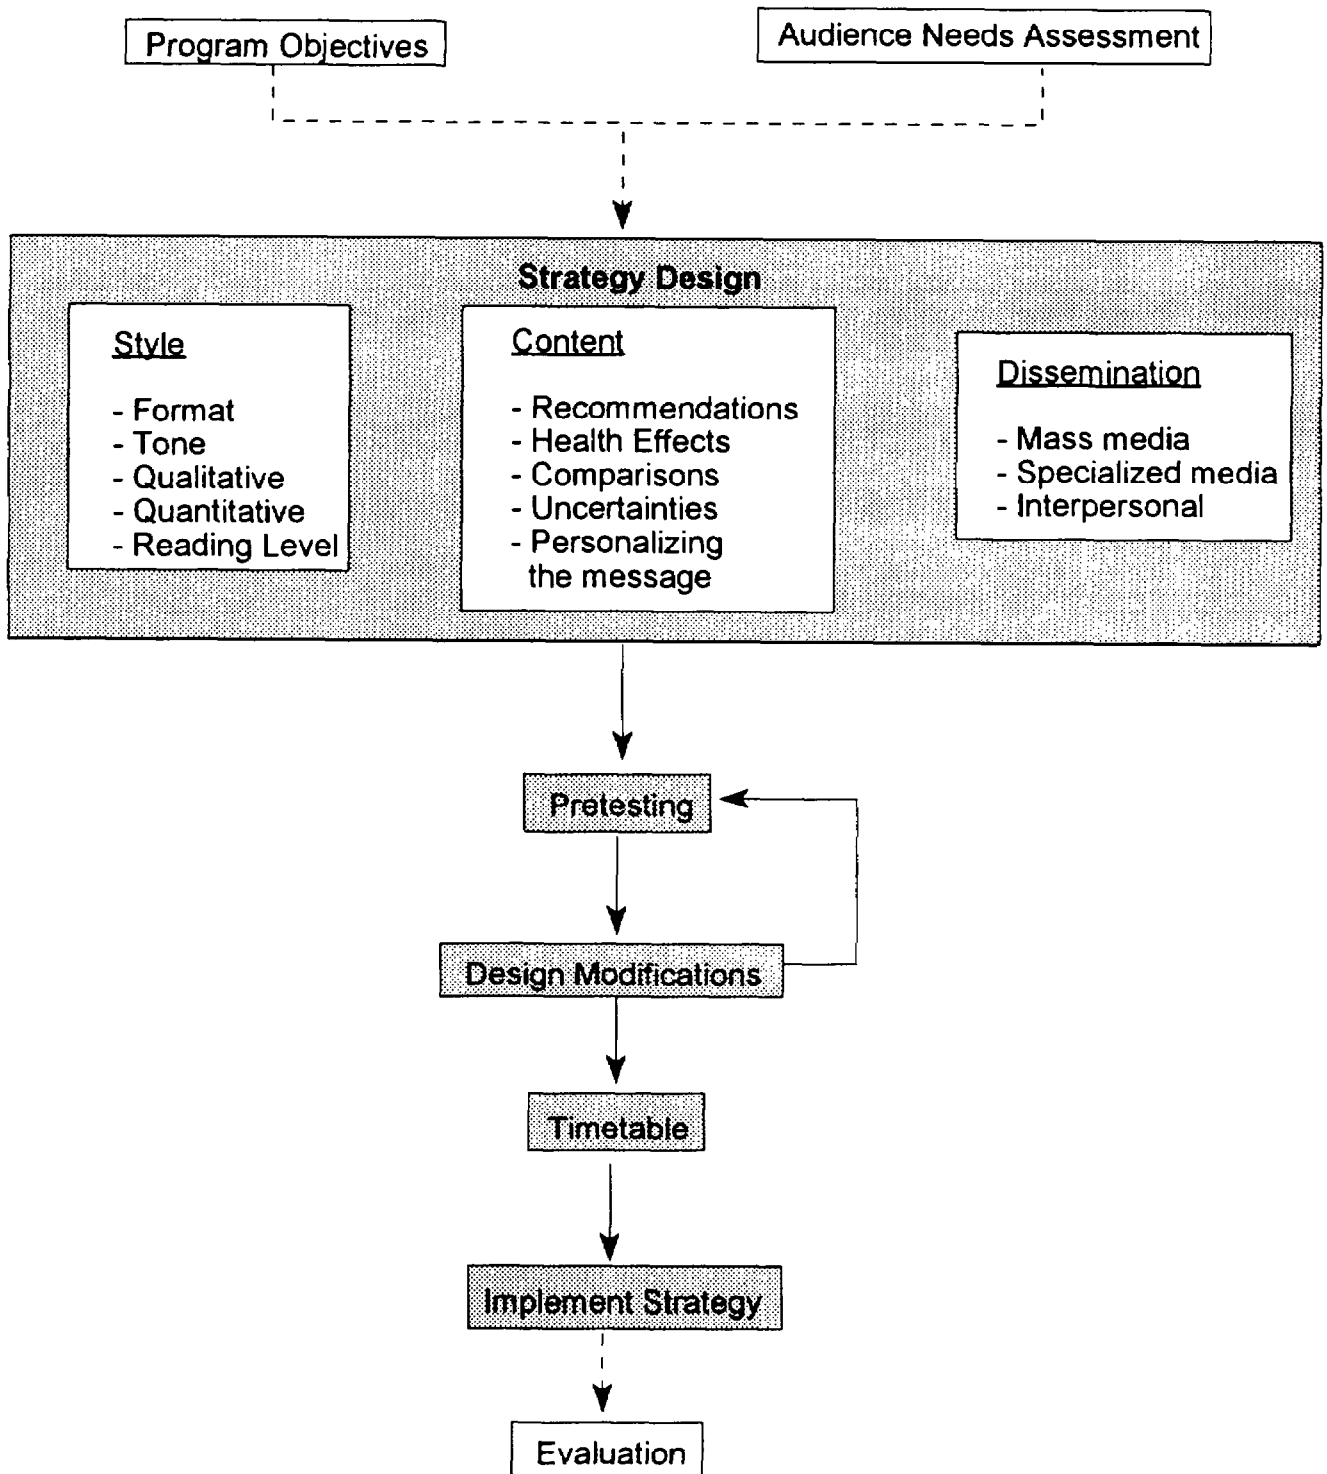 Program Objectives
Audience Needs Assessment
Strategy Design
Style
- Format
- Tone
- Qualitative
- Quantitative
- Reading Level
Content
- Recommendations
- Health Effects
- Comparisons
- Uncertainties
- Personalizing
the message
Dissemination
- Mass media
- Specialized media
- Interpersonal
Pretesting
Design Modifications
Timetable
Implement Strategy
Evaluation